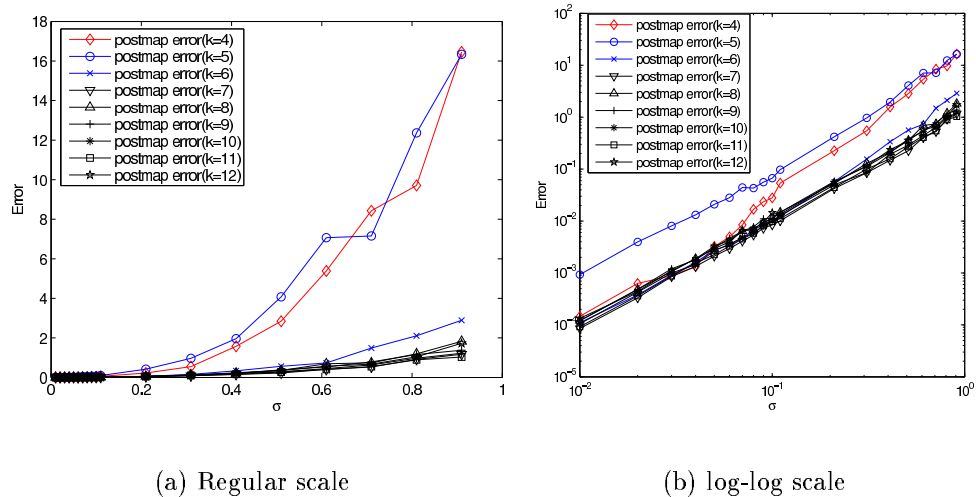 18
16
14
12
10
8
6
4
2
0
Error
0
0.2
0.4
0.6
0.8
1
σ
postmap error(k=4)
postmap error(k=5)
postmap error(k=6)
postmap error(k=7)
postmap error(k=8)
postmap error(k=9)
postmap error(k=10)
postmap error(k=11)
postmap error(k=12)
(a) Regular scale
10^2
10^1
10^0
10^-1
10^-2
10^-3
10^-4
10^-5
Error
10^-2
10^-1
10^0
σ
postmap error(k=4)
postmap error(k=5)
postmap error(k=6)
postmap error(k=7)
postmap error(k=8)
postmap error(k=9)
postmap error(k=10)
postmap error(k=11)
postmap error(k=12)
(b) log-log scale